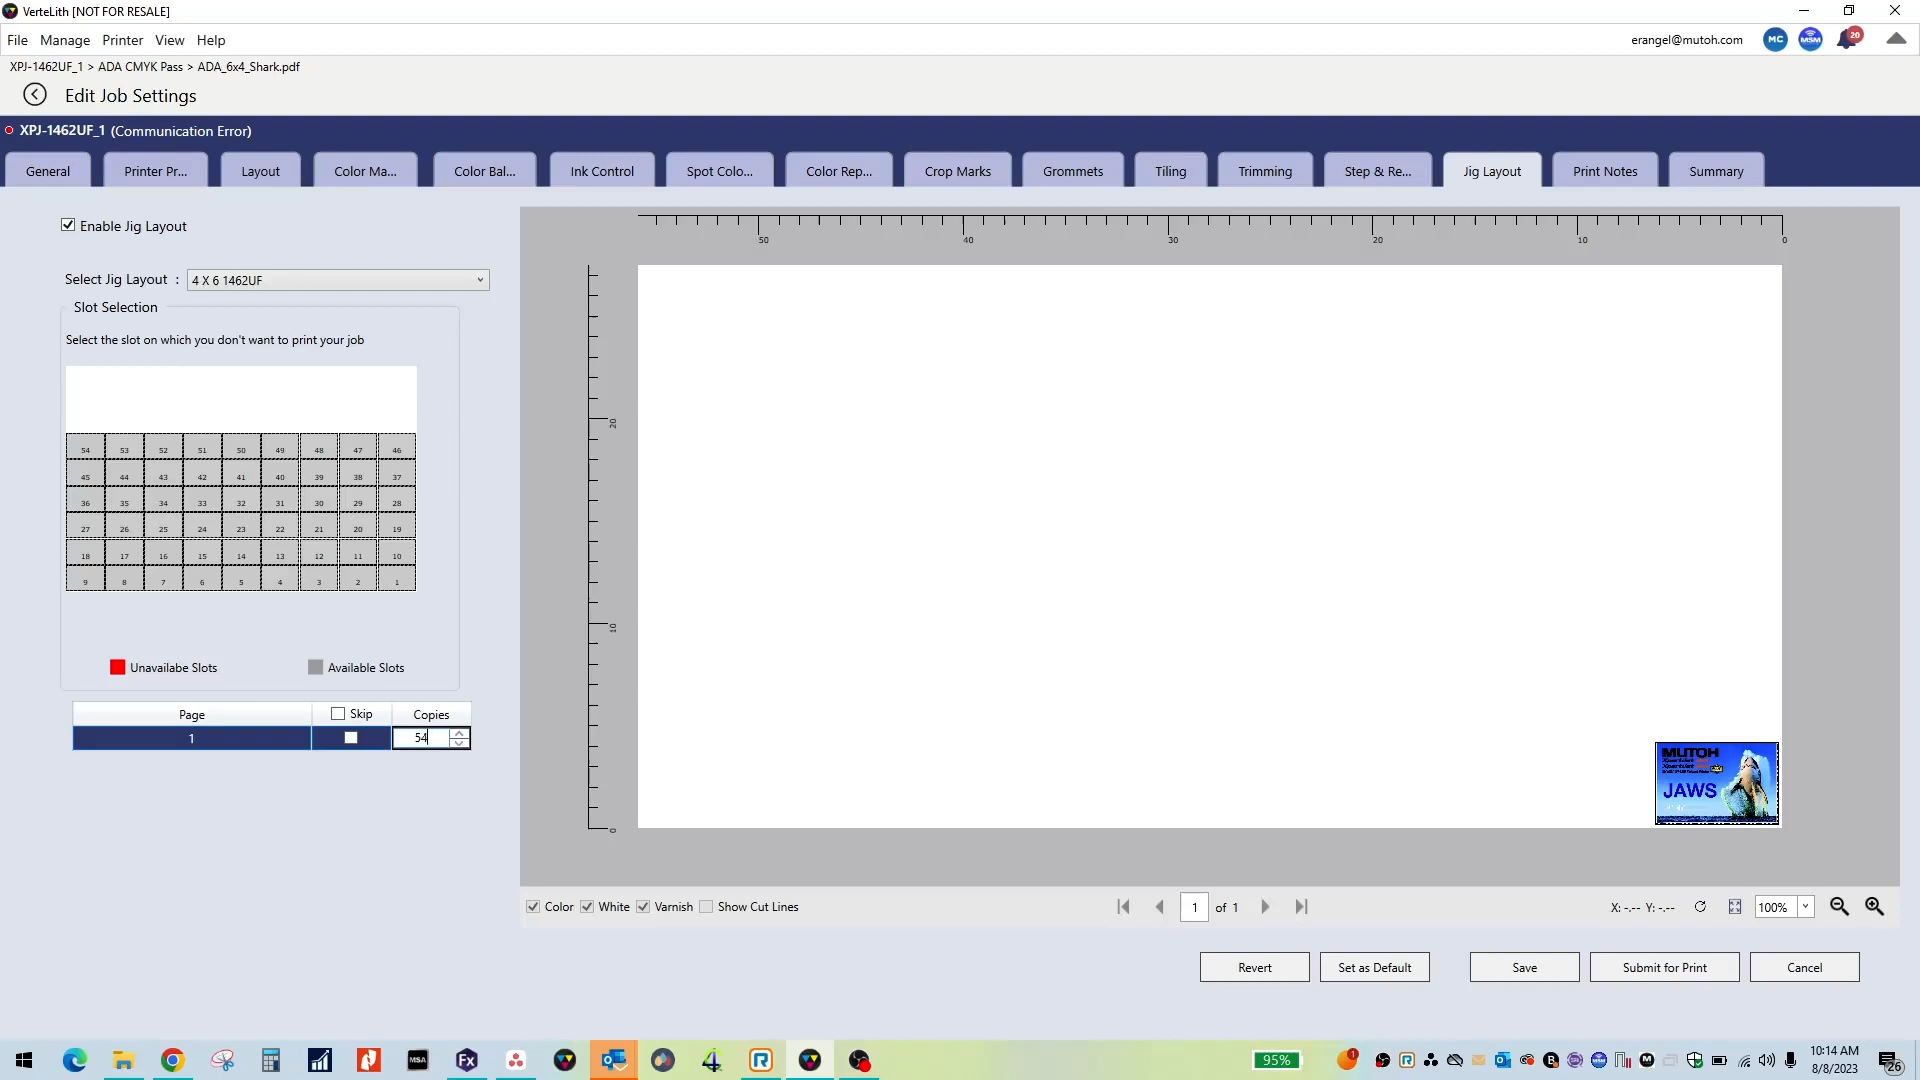 VerteLith [NOT FOR RESALE]
File Manage Printer View Help
erangel@mutoh.com MC MSM 20
XPJ-1462UF_1 > ADA CMYK Pass > ADA_6x4_Shark.pdf
Edit Job Settings
XPJ-1462UF_1 (Communication Error)
General Printer Pr... Layout Color Ma... Color Bal... Ink Control Spot Colo... Color Rep... Crop Marks Grommets Tiling Trimming Step & Re... Jig Layout Print Notes Summary
Enable Jig Layout
50 40 30 20 10 0
Select Jig Layout : 4 X 6 1462UF
Slot Selection
Select the slot on which you don't want to print your job
54 53 52 51 50 49 48 47 46
45 44 43 42 41 40 39 38 37
36 35 34 33 32 31 30 29 28
27 26 25 24 23 22 21 20 19
18 17 16 15 14 13 12 11 10
9 8 7 6 5 4 3 2 1
Unavailabe Slots Available Slots
Page Skip Copies
1 54
20
10
0
MUTOH
JAWS
Color White Varnish Show Cut Lines
1 of 1
X: -.-- Y: -.--
100%
Revert Set as Default Save Submit for Print Cancel
MSA Fx 4 R
95%
1
10:14 AM
8/8/2023
26